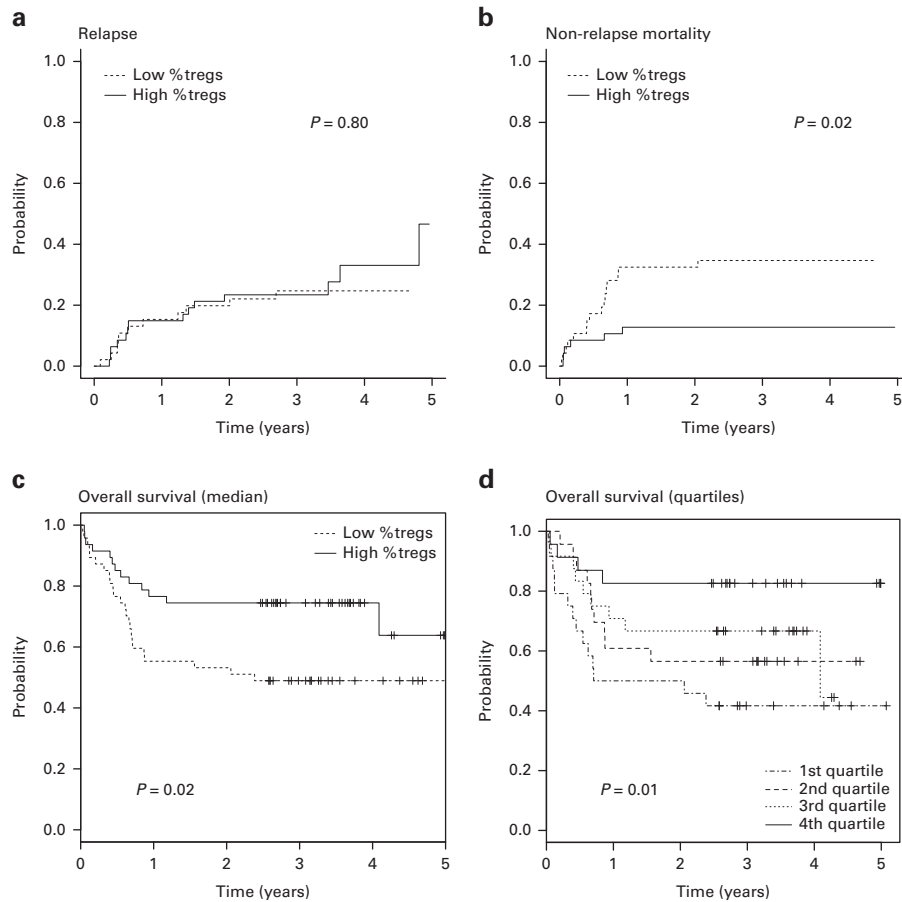 a
Relapse
1.0
0.8
0.6
0.4
0.2
0.0
Probability
Low %tregs
High %tregs
P = 0.80
0 1 2 3 4 5
Time (years)
b
Non-relapse mortality
1.0
0.8
0.6
0.4
0.2
0.0
Probability
Low %tregs
High %tregs
P = 0.02
0 1 2 3 4 5
Time (years)
c
Overall survival (median)
1.0
0.8
0.6
0.4
0.2
0.0
Probability
Low %tregs
High %tregs
P = 0.02
0 1 2 3 4 5
Time (years)
d
Overall survival (quartiles)
1.0
0.8
0.6
0.4
0.2
0.0
Probability
P = 0.01
1st quartile
2nd quartile
3rd quartile
4th quartile
0 1 2 3 4 5
Time (years)